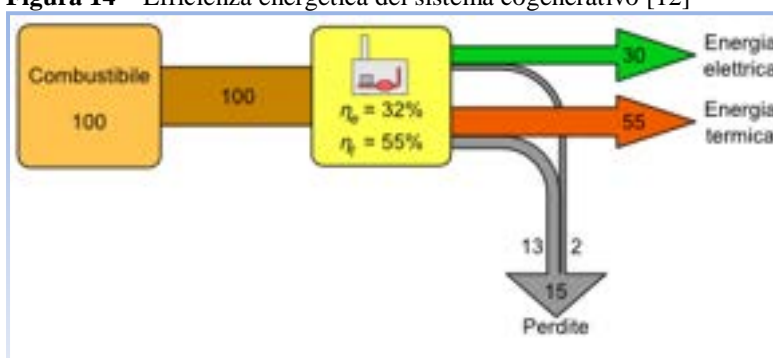 Figura 14 Efficienza energetica del sistema cogenerativo [12]
Combustibile
100
100
ηe = 32%
ηt = 55%
30
Energia
elettrica
55
Energia
termica
13
2
15
Perdite